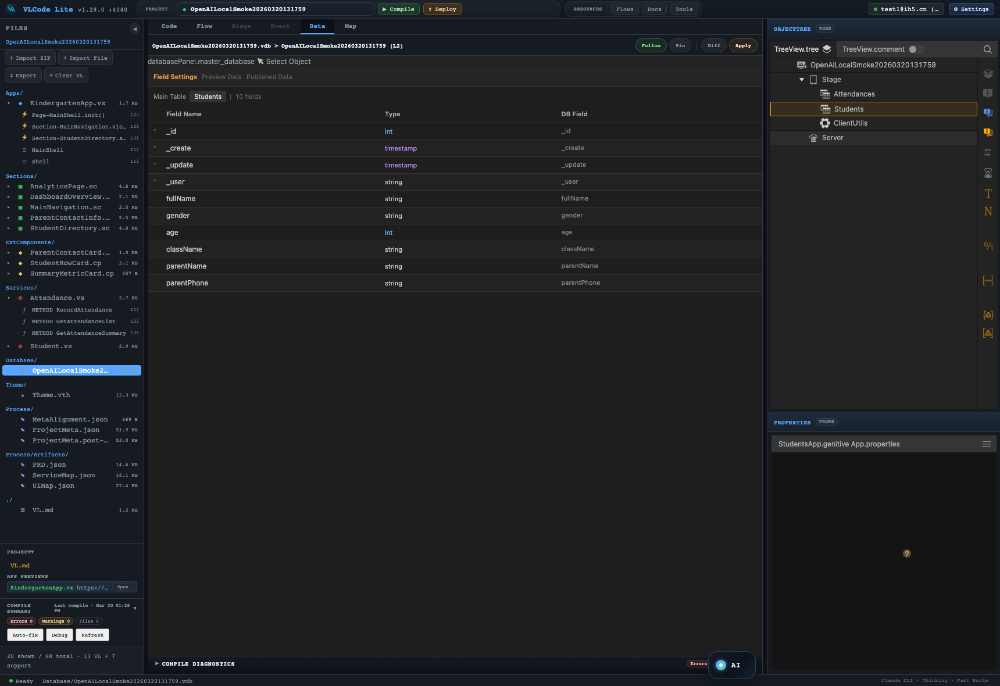 VLCode Lite v1.29.0 :4040
PROJECT
OpenAILocalSmoke20260320131759
▶ Compile
⇧ Deploy
RESOURCES
Flows
Docs
Tools
test1@ih5.cn (…
⚙ Settings
FILES
OpenAILocalSmoke20260320131759
↑ Import ZIP
+ Import File
↧ Export
× Clear VL
Apps/
KindergartenApp.vx 1.7 KB
Page-MainShell.init() L23
Section-MainNavigation.vie… L28
Section-StudentDirectory.a… L31
MainShell L12
Shell L13
Sections/
AnalyticsPage.sc 4.6 KB
DashboardOverview.… 2.1 KB
MainNavigation.sc 2.5 KB
ParentContactInfo.… 2.5 KB
StudentDirectory.sc 4.0 KB
ExtComponents/
ParentContactCard.… 1.0 KB
StudentRowCard.cp 2.1 KB
SummaryMetricCard.cp 557 B
Services/
Attendance.vs 2.7 KB
ƒ METHOD RecordAttendance L14
ƒ METHOD GetAttendanceList L22
ƒ METHOD GetAttendanceSummary L36
Student.vs 2.9 KB
Database/
OpenAILocalSmoke2…
Theme/
Theme.vth 12.3 KB
Process/
MetaAlignment.json 669 B
ProjectMeta.json 51.9 KB
ProjectMeta.post-… 53.0 KB
Process/Artifacts/
PRD.json 14.6 KB
ServiceMap.json 16.1 KB
UIMap.json 27.4 KB
./
VL.md 1.2 KB
PROJECT▾
VL.md
APP PREVIEWS
KindergartenApp.vx https://… Open
COMPILE SUMMARY
Last compile · Mar 20 01:26 PM
Errors 0
Warnings 0
Files 0
Auto-fix
Debug
Refresh
20 shown / 68 total · 13 VL + 7
support
Code
Flow
Stage
Event
Data
Map
OpenAILocalSmoke20260320131759.vdb > OpenAILocalSmoke20260320131759 (L2)
Follow
Pin
Diff
Apply
databasePanel.master_database Select Object
Field Settings Preview Data Published Data
Main Table Students | 10 fields
Field Name Type DB Field
* _id int _id
* _create timestamp _create
* _update timestamp _update
* _user string _user
fullName string fullName
gender string gender
age int age
className string className
parentName string parentName
parentPhone string parentPhone
COMPILE DIAGNOSTICS
Errors
AI
OBJECTTREE TREE
TreeView.tree
TreeView.comment
OpenAILocalSmoke20260320131759
Stage
Attendances
Students
ClientUtils
Server
T
N
0/1
PROPERTIES PROPS
StudentsApp.genitive App.properties
?
Ready Database/OpenAILocalSmoke20260320131759.vdb
Claude CLI · Thinking · Fast Route